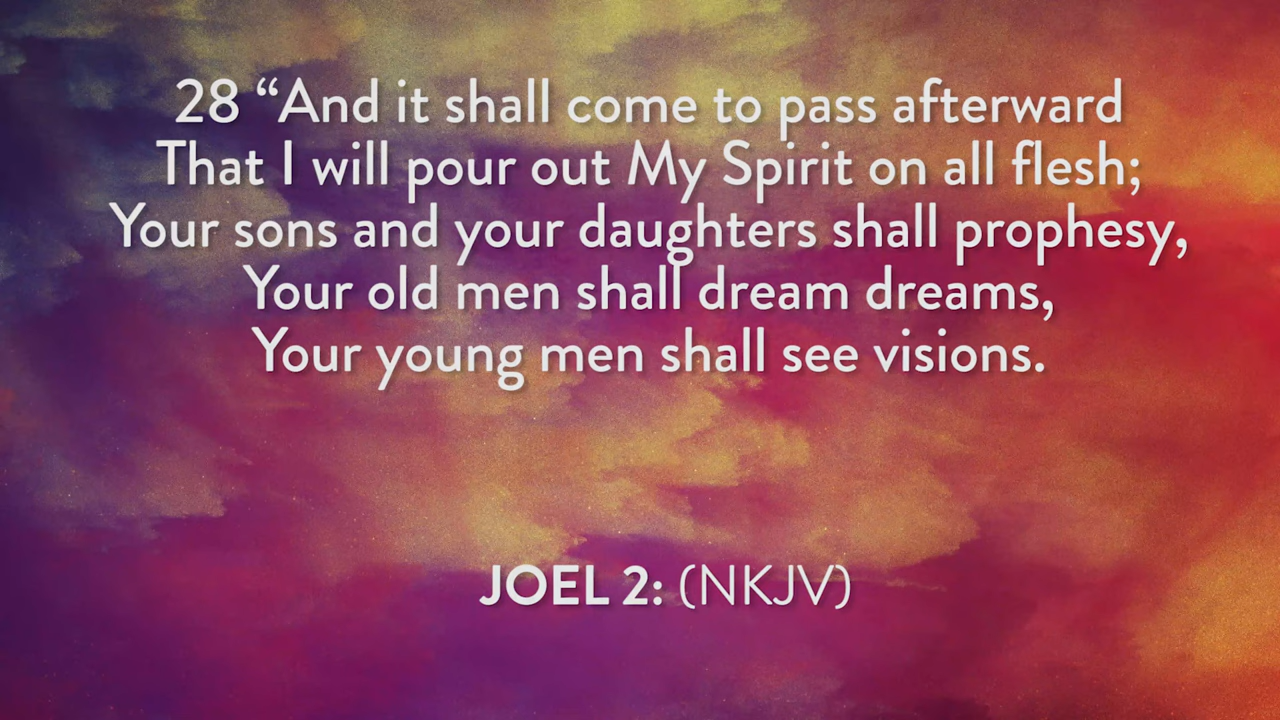 28 “And it shall come to pass afterward
That I will pour out My Spirit on all flesh;
Your sons and your daughters shall prophesy,
Your old men shall dream dreams,
Your young men shall see visions.
JOEL 2: (NKJV)